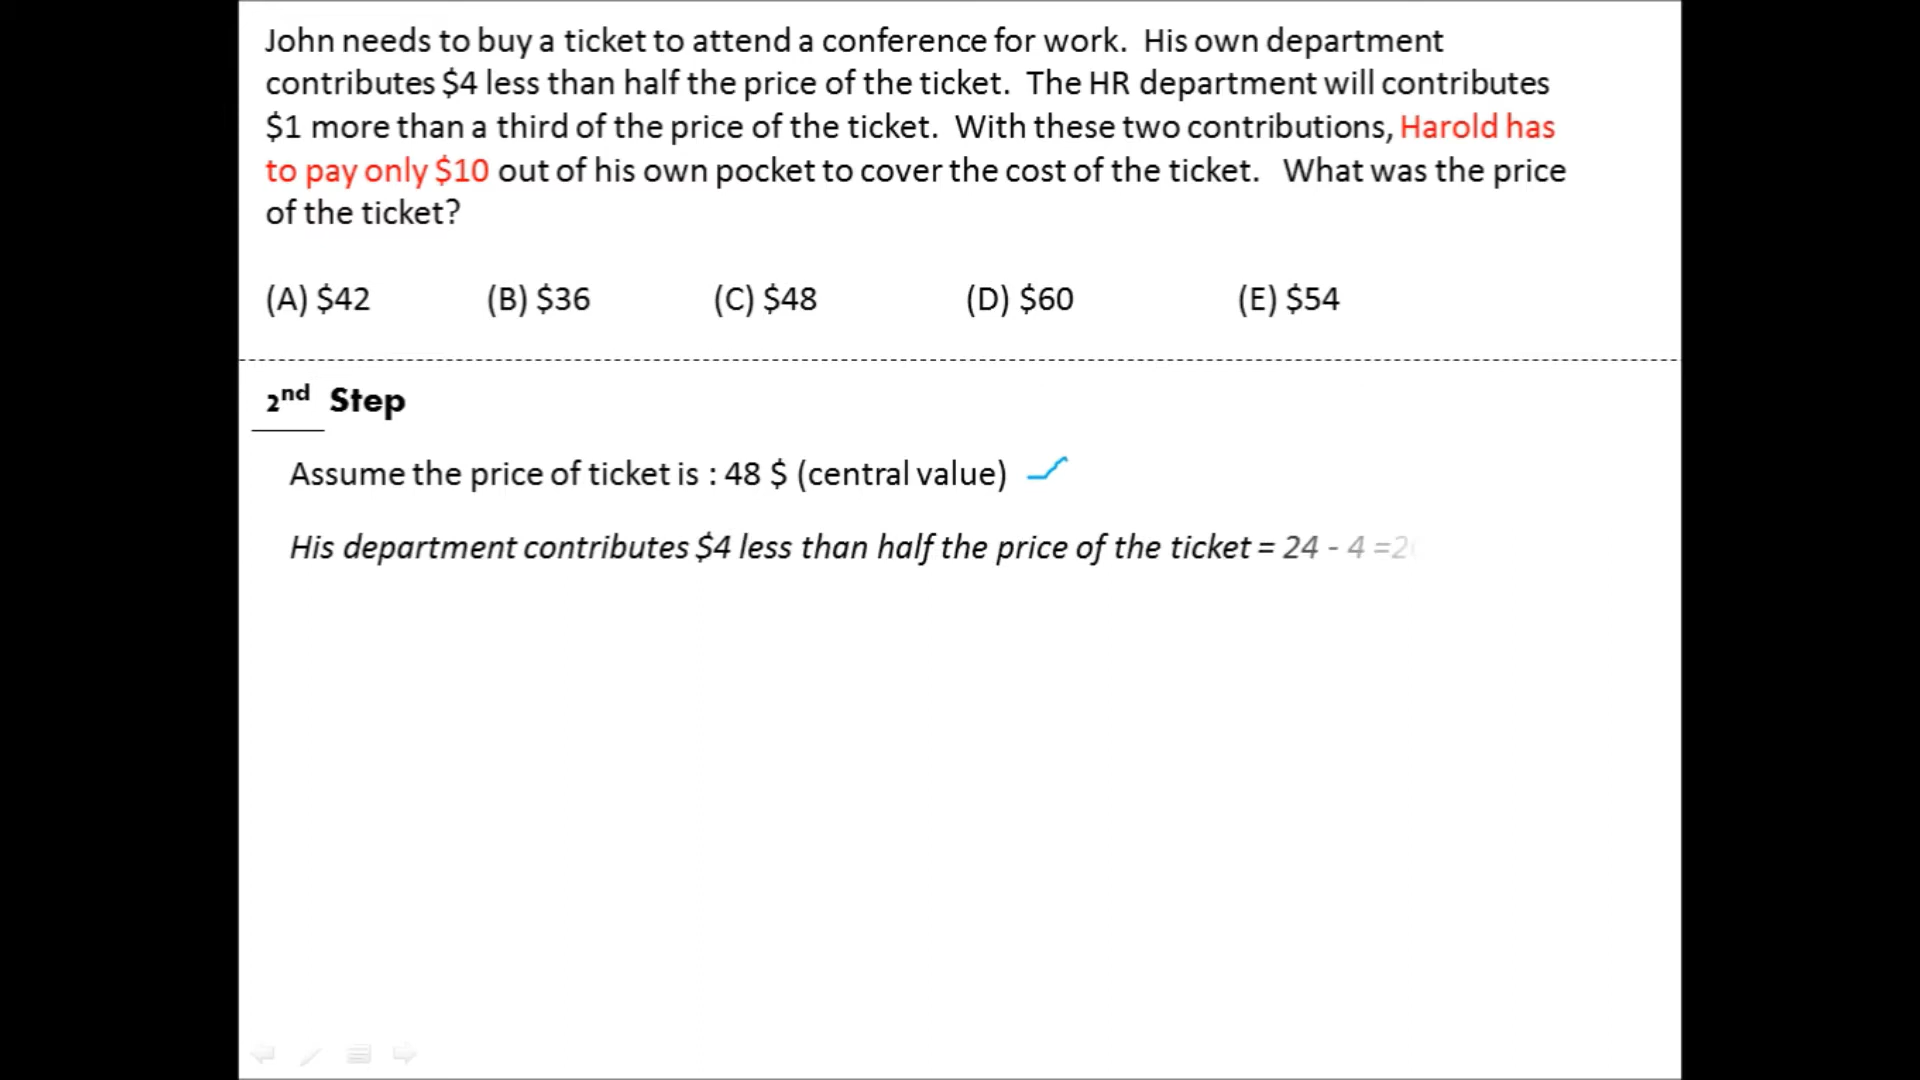 John needs to buy a ticket to attend a conference for work. His own department
contributes $4 less than half the price of the ticket. The HR department will contributes
$1 more than a third of the price of the ticket. With these two contributions, Harold has
to pay only $10 out of his own pocket to cover the cost of the ticket. What was the price
of the ticket?
(A) $42 (B) $36 (C) $48 (D) $60 (E) $54
2nd Step
Assume the price of ticket is : 48 $ (central value)
His department contributes $4 less than half the price of the ticket = 24 - 4 =2